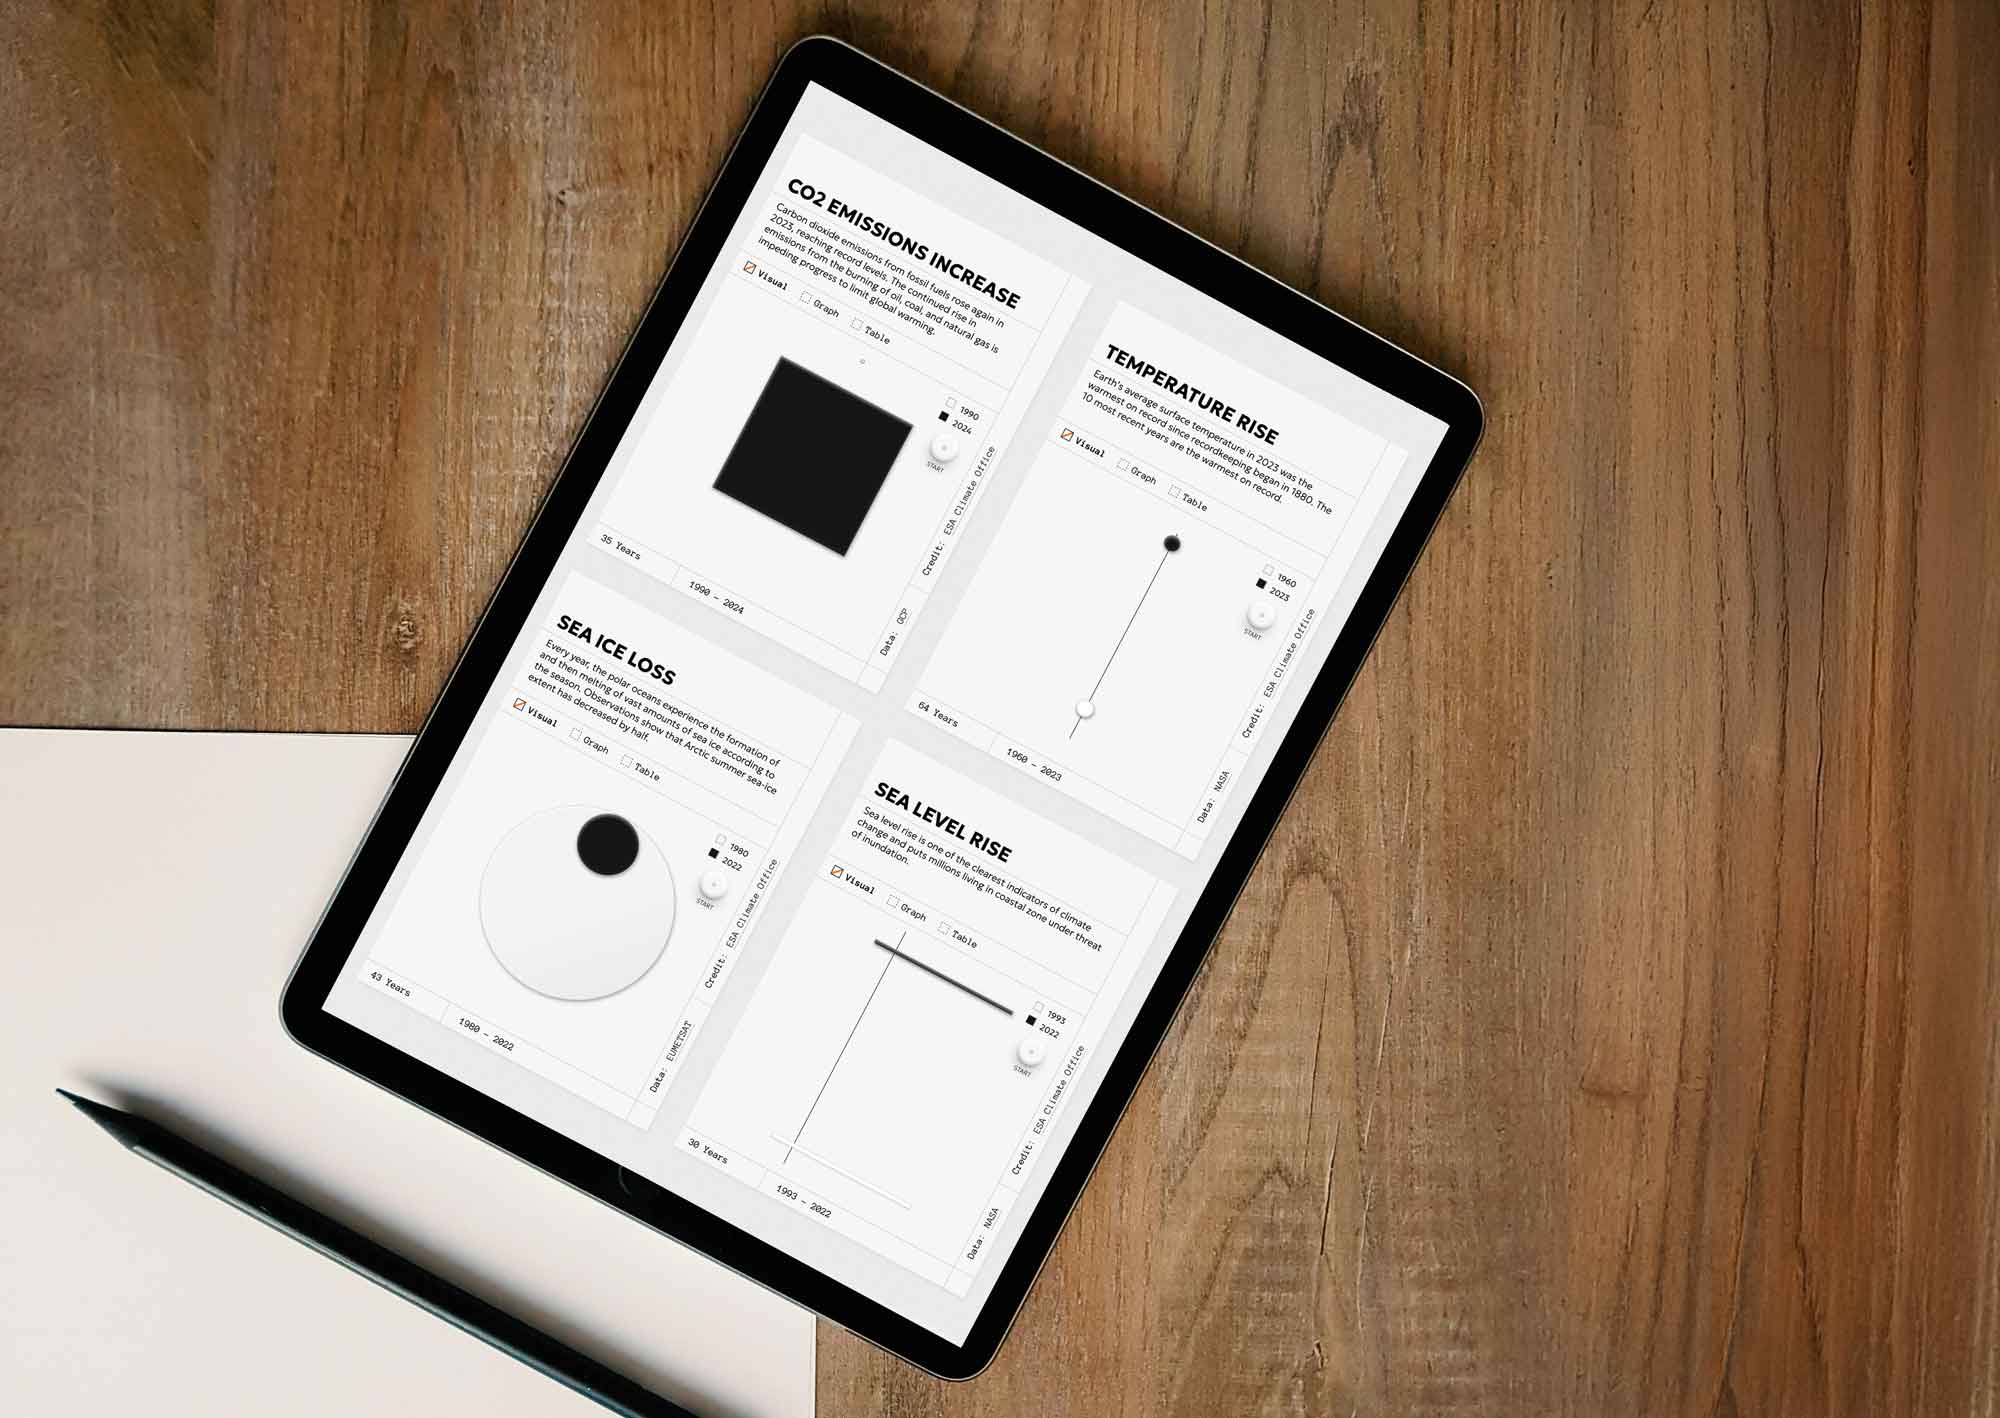 CO2 EMISSIONS INCREASE
Carbon dioxide emissions from fossil fuels rose again in
2023, reaching record levels. The continued rise in
emissions from the burning of oil, coal, and natural gas is
impeding progress to limit global warming.
Visual
Graph
Table
1990
2024
START
35 Years
1990 – 2024
Data: GCP
Credit: ESA Climate Office
TEMPERATURE RISE
Earth's average surface temperature in 2023 was the
warmest on record since recordkeeping began in 1880. The
10 most recent years are the warmest on record.
Visual
Graph
Table
1960
2023
START
64 Years
1960 – 2023
Data: NASA
Credit: ESA Climate Office
SEA ICE LOSS
Every year, the polar oceans experience the formation of
and then melting of vast amounts of sea ice according to
the season. Observations show that Arctic summer sea-ice
extent has decreased by half.
Visual
Graph
Table
1980
2022
START
43 Years
1980 – 2022
Data: EUMETSAT
Credit: ESA Climate Office
SEA LEVEL RISE
Sea level rise is one of the clearest indicators of climate
change and puts millions living in coastal zone under threat
of inundation.
Visual
Graph
Table
1993
2022
START
30 Years
1993 – 2022
Data: NASA
Credit: ESA Climate Office